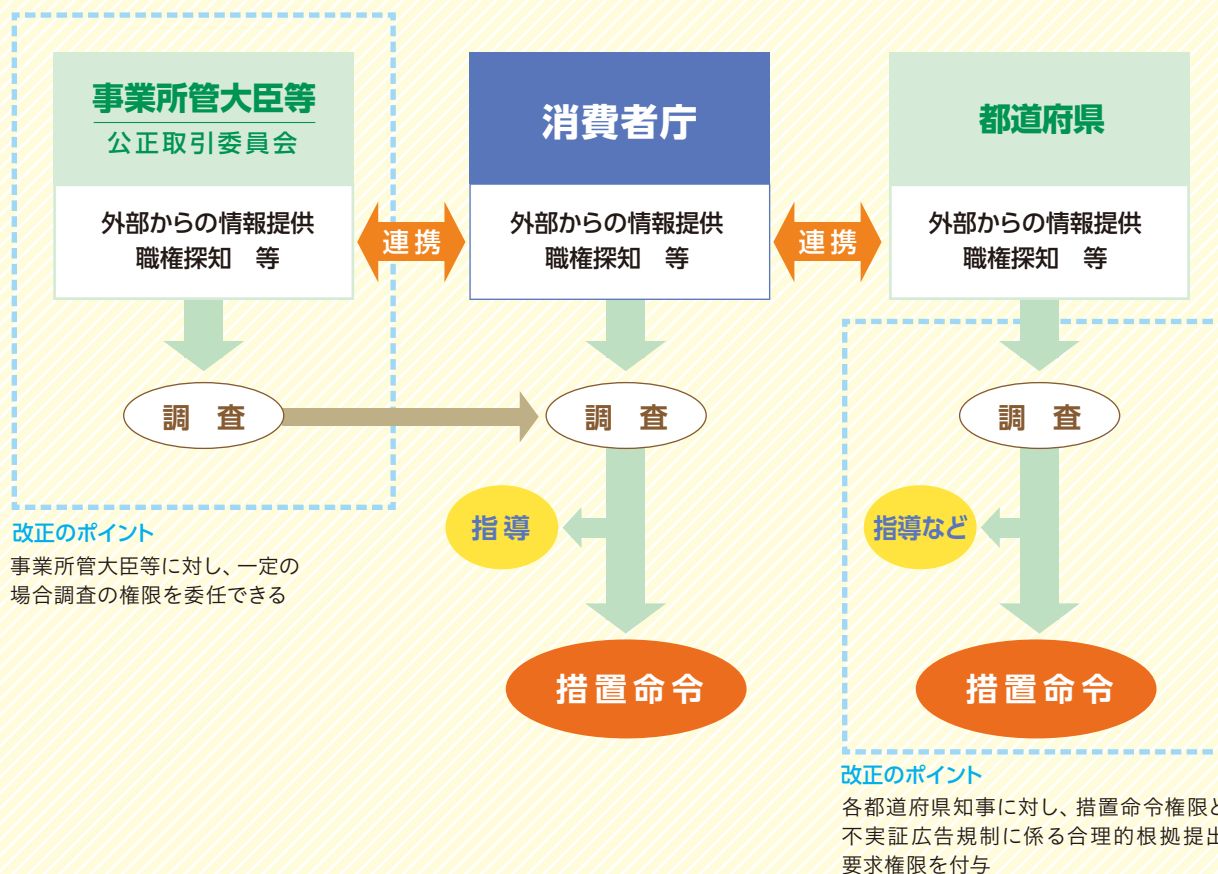 事業所管大臣等
公正取引委員会
外部からの情報提供
職権探知　等
連携
消費者庁
外部からの情報提供
職権探知　等
連携
都道府県
外部からの情報提供
職権探知　等
調　査
調　査
調　査
指導
指導など
措置命令
措置命令
改正のポイント
事業所管大臣等に対し、一定の
場合調査の権限を委任できる
改正のポイント
各都道府県知事に対し、措置命令権限と
不実証広告規制に係る合理的根拠提出
要求権限を付与